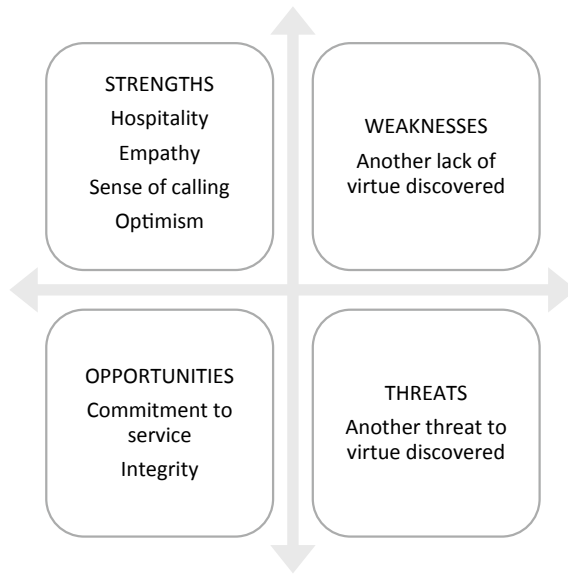 STRENGTHS
Hospitality
Empathy
Sense of calling
Optimism
WEAKNESSES
Another lack of
virtue discovered
OPPORTUNITIES
Commitment to
service
Integrity
THREATS
Another threat to
virtue discovered